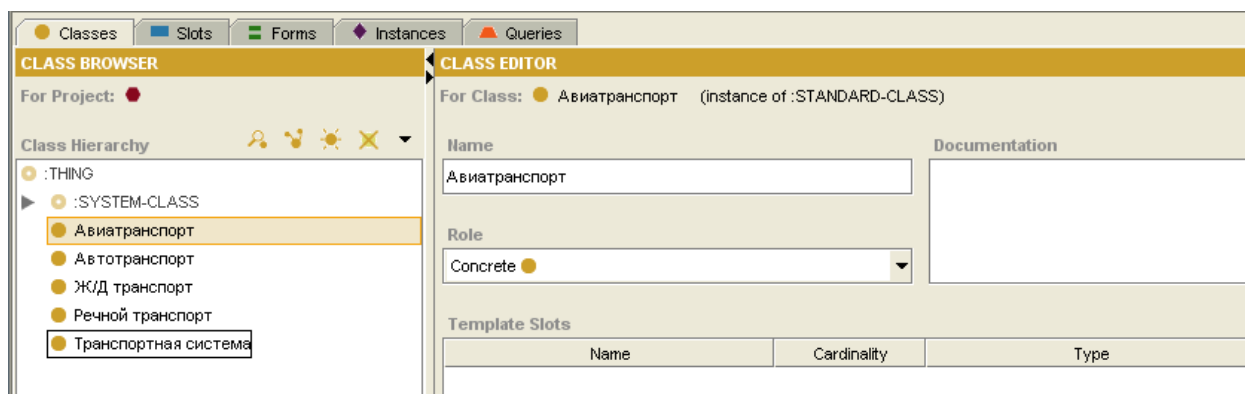 Classes Slots Forms Instances Queries
CLASS BROWSER
For Project:
Class Hierarchy
:THING
:SYSTEM-CLASS
Авиатранспорт
Автотранспорт
Ж/Д транспорт
Речной транспорт
Транспортная система
CLASS EDITOR
For Class: Авиатранспорт (instance of :STANDARD-CLASS)
Name
Авиатранспорт
Documentation
Role
Concrete
Template Slots
Name Cardinality Type